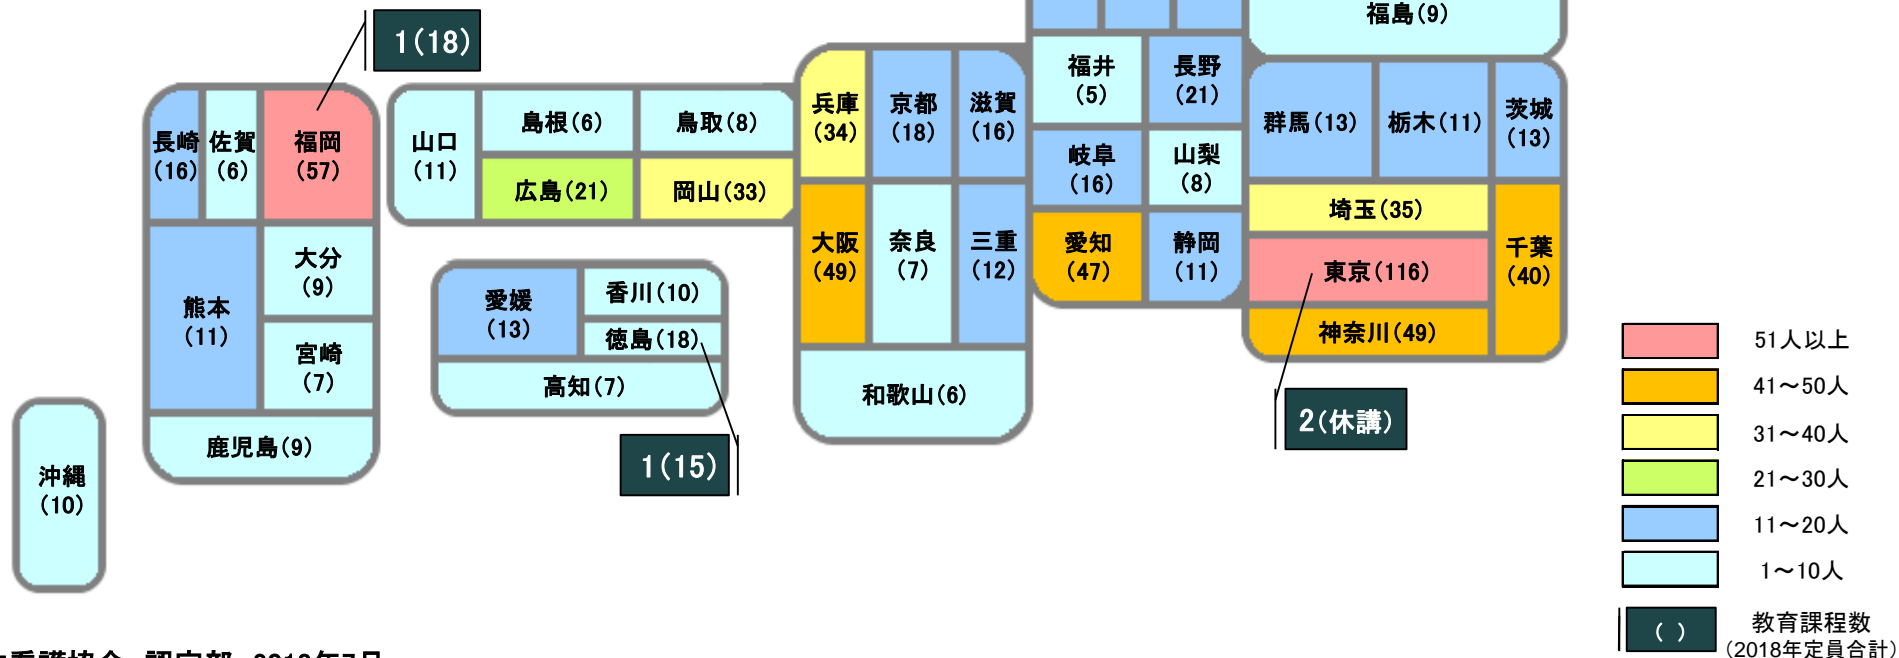 福島(9)
1(18)
福井
(5)
長野
(21)
兵庫
(34)
京都
(18)
滋賀
(16)
群馬(13)
栃木(11)
茨城
(13)
長崎
(16)
佐賀
(6)
福岡
(57)
山口
(11)
島根(6)
鳥取(8)
広島(21)
岡山(33)
岐阜
(16)
山梨
(8)
埼玉(35)
大阪
(49)
奈良
(7)
三重
(12)
愛知
(47)
静岡
(11)
東京(116)
千葉
(40)
神奈川(49)
熊本
(11)
大分
(9)
宮崎
(7)
鹿児島(9)
愛媛
(13)
香川(10)
徳島(18)
高知(7)
和歌山(6)
1(15)
2(休講)
沖縄
(10)
51人以上
41～50人
31～40人
21～30人
11～20人
1～10人
( )
教育課程数
(2018年定員合計)
看護協会 認定部